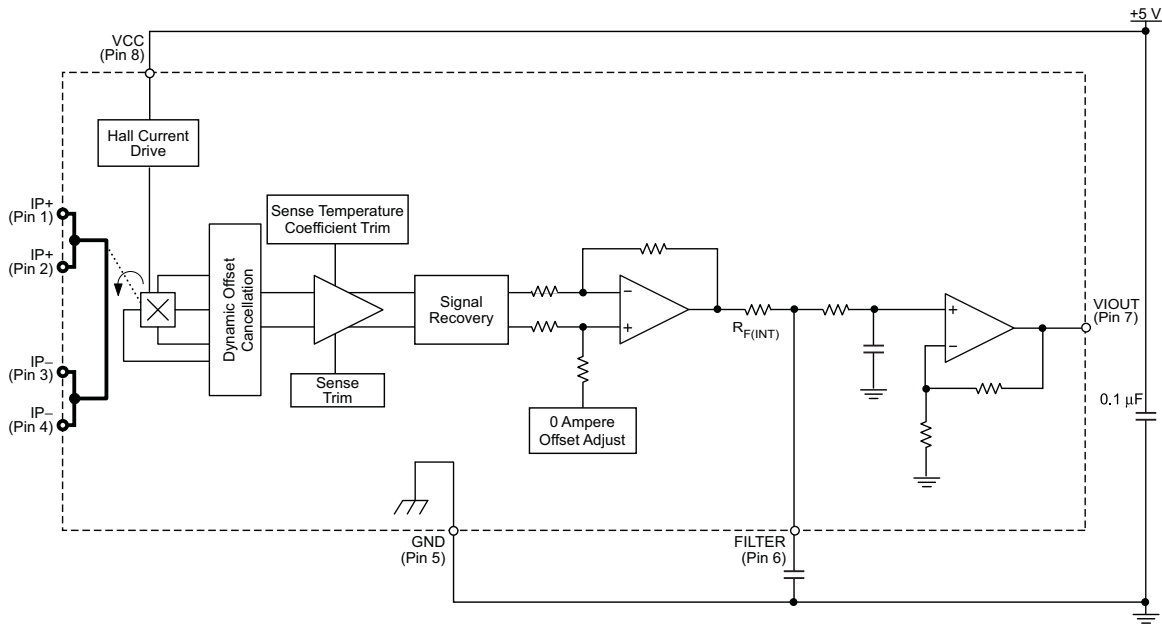 +5 V
VCC
(Pin 8)
Hall Current
Drive
IP+
(Pin 1)
IP+
(Pin 2)
IP−
(Pin 3)
IP−
(Pin 4)
Dynamic Offset
Cancellation
Sense Temperature
Coefficient Trim
Sense
Trim
Signal
Recovery
0 Ampere
Offset Adjust
−
+
RF(INT)
+
−
VIOUT
(Pin 7)
0.1 μF
GND
(Pin 5)
FILTER
(Pin 6)